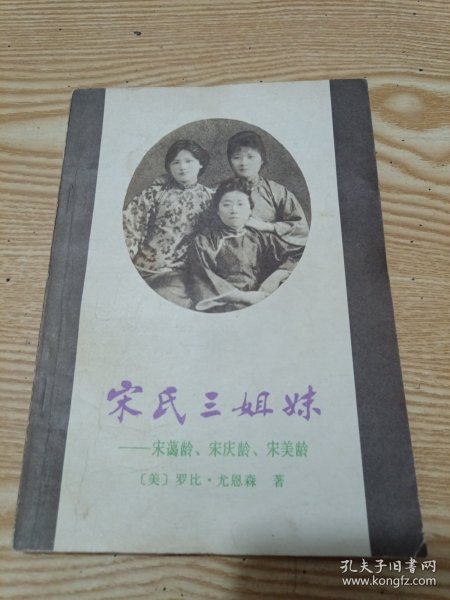 宋氏三姐妹
——宋蔼龄、宋庆龄、宋美龄
〔美〕罗比·尤恩森 著
孔夫子旧书网
www.kongfz.com